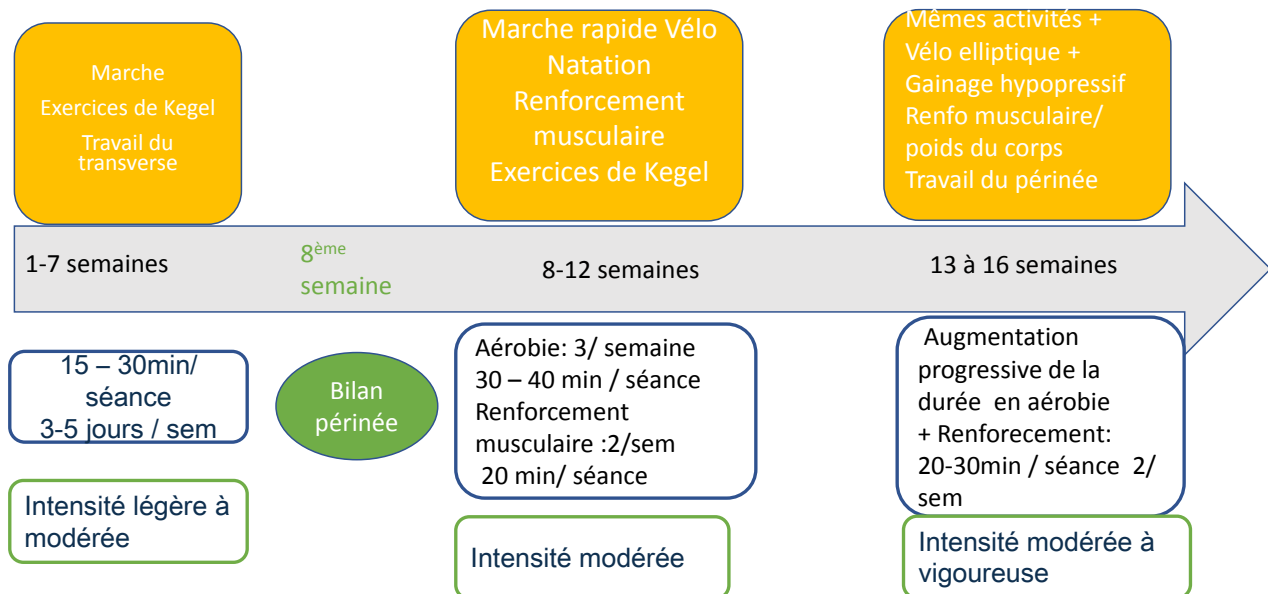 Marche
Exercices de Kegel
Travail du
transverse
Marche rapide Vélo
Natation
Renforcement
musculaire
Exercices de Kegel
Mêmes activités +
Vélo elliptique +
Gainage hypopressif
Renfo musculaire/
poids du corps
Travail du périnée
1-7 semaines
8ème
semaine
8-12 semaines
13 à 16 semaines
15 – 30min/
séance
3-5 jours / sem
Bilan
périnée
Aérobie: 3/ semaine
30 – 40 min / séance
Renforcement
musculaire :2/sem
20 min/ séance
Augmentation
progressive de la
durée en aérobie
+ Renforecement:
20-30min / séance 2/
sem
Intensité légère à
modérée
Intensité modérée
Intensité modérée à
vigoureuse